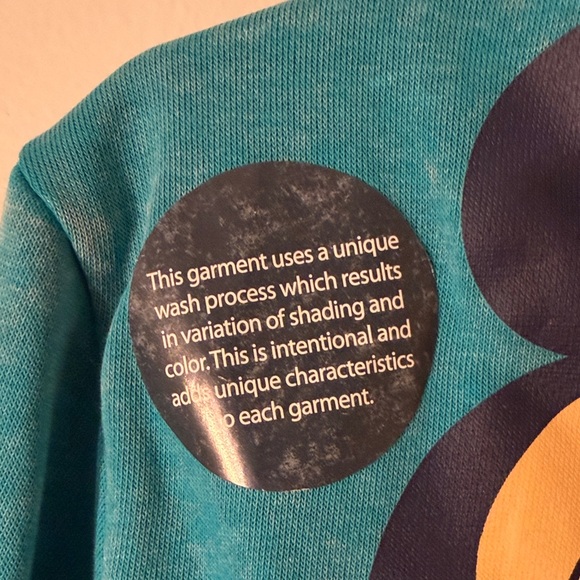 This garment uses a unique
wash process which results
in variation of shading and
color. This is intentional and
adds unique characteristics
to each garment.